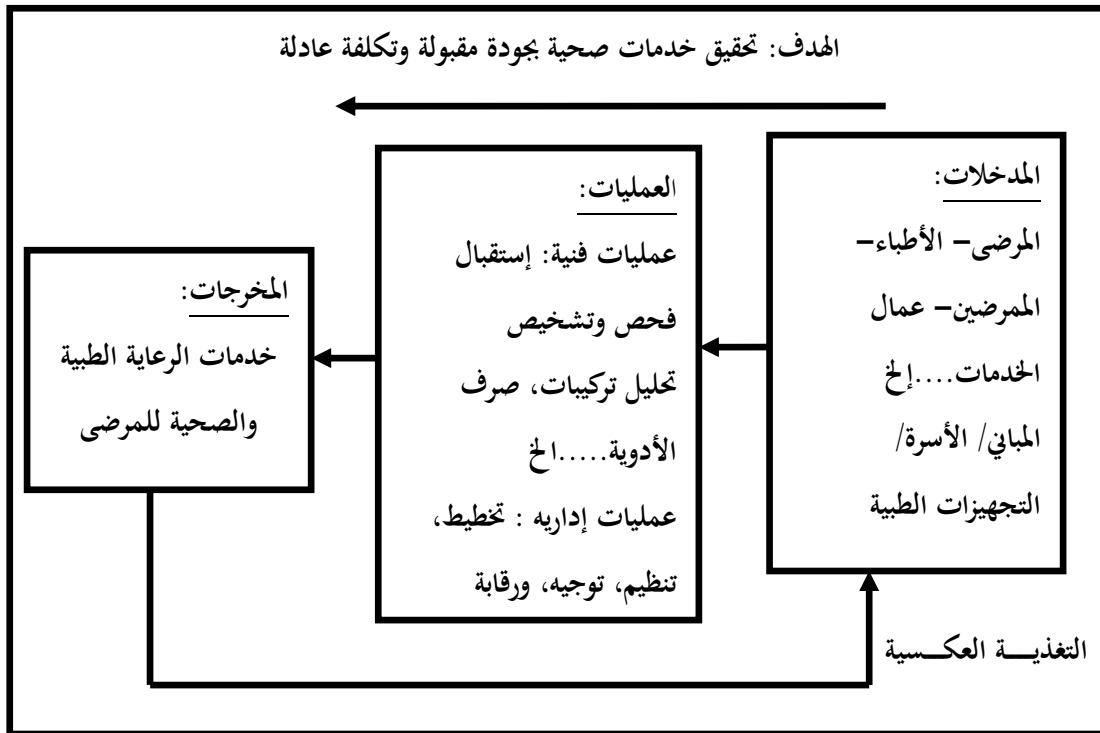 الهدف: تحقيق خدمات صحية بجودة مقبولة وتكلفة عادلة
المدخلات:
المرضى– الأطباء–
الممرضين– عمال
الخدمات....إلخ
المباني/ الأسرة/
التجهيزات الطبية
العمليات:
عمليات فنية: إستقبال
فحص وتشخيص
تحليل تركيبات، صرف
الأدوية.....الخ
عمليات إداريه : تخطيط،
تنظيم، توجيه، ورقابة
المخرجات:
خدمات الرعاية الطبية
والصحية للمرضى
التغذيــة العكــسية